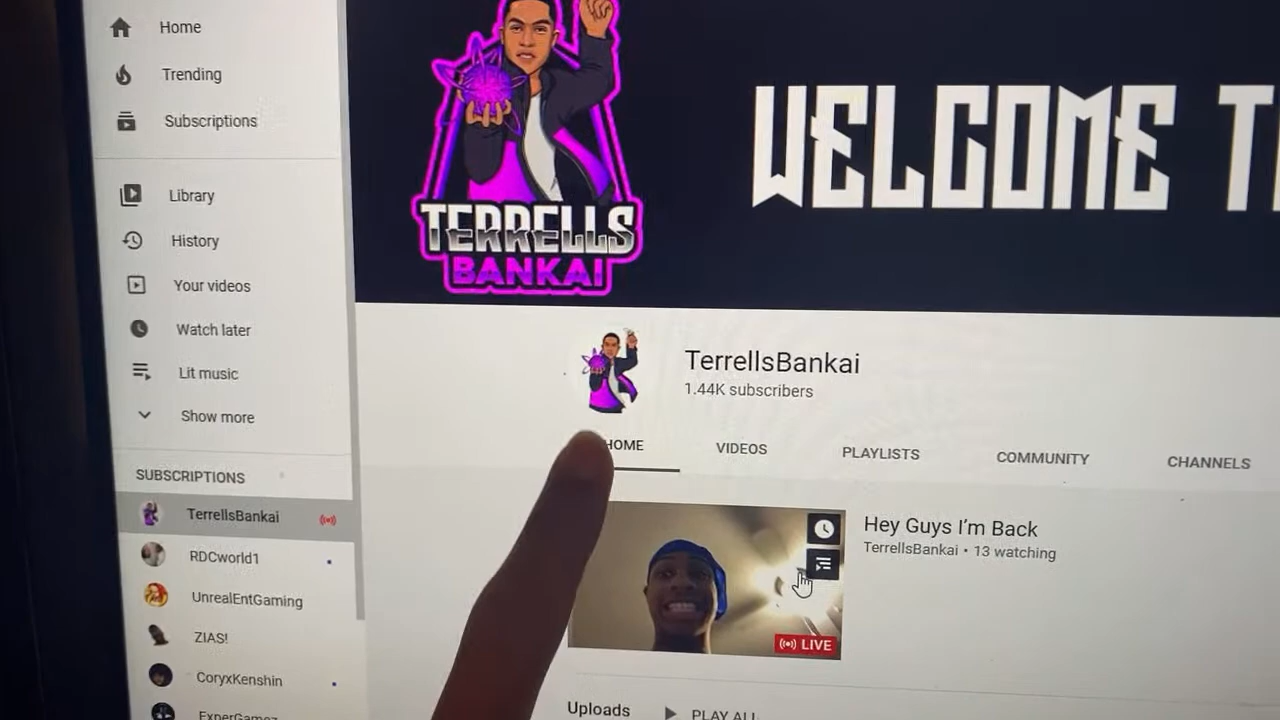 Home
Trending
Subscriptions
Library
History
Your videos
Watch later
Lit music
Show more
SUBSCRIPTIONS
TerrellsBankai
RDCworld1
UnrealEntGaming
ZIAS!
CoryxKenshin
ExperGamez
TERRELLS
BANKAI
WELCOME T
TerrellsBankai
1.44K subscribers
HOME VIDEOS PLAYLISTS COMMUNITY CHANNELS
Hey Guys I’m Back
TerrellsBankai • 13 watching
LIVE
Uploads PLAY ALL